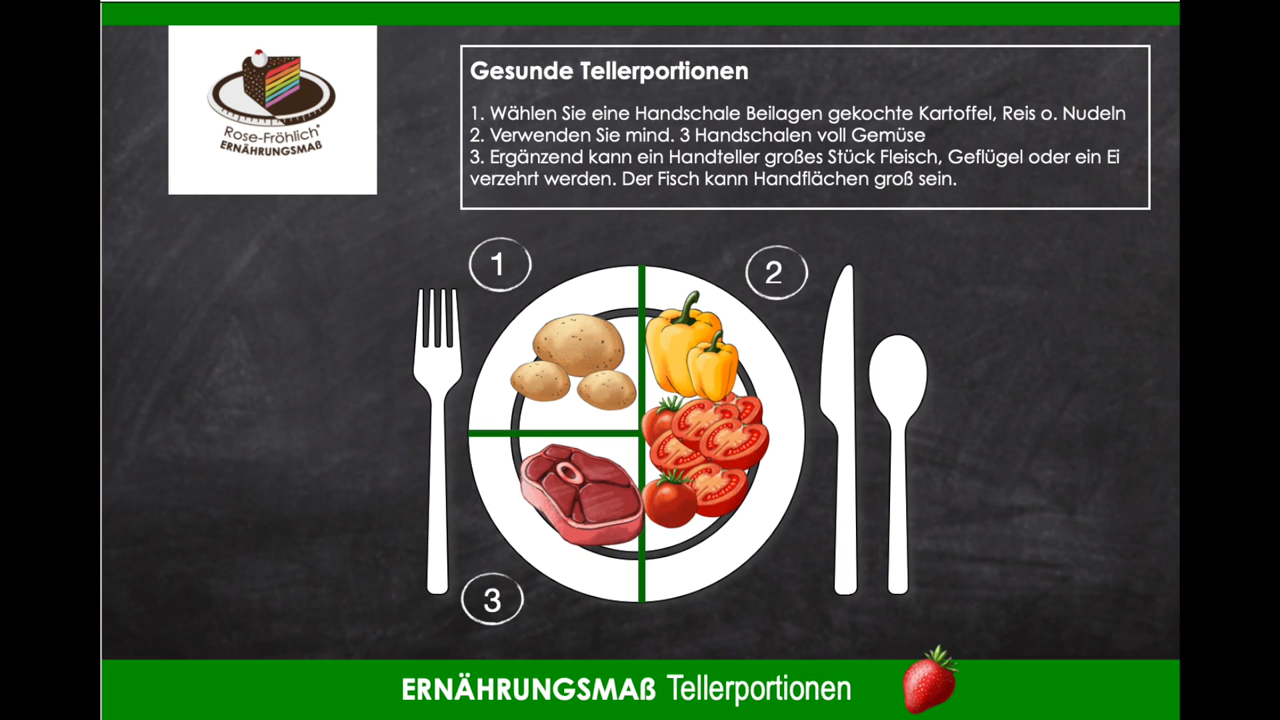 Rose-Fröhlich®
ERNÄHRUNGSMAß
Gesunde Tellerportionen
1. Wählen Sie eine Handschale Beilagen gekochte Kartoffel, Reis o. Nudeln
2. Verwenden Sie mind. 3 Handschalen voll Gemüse
3. Ergänzend kann ein Handteller großes Stück Fleisch, Geflügel oder ein Ei
verzehrt werden. Der Fisch kann Handflächen groß sein.
1
2
3
ERNÄHRUNGSMAß Tellerportionen